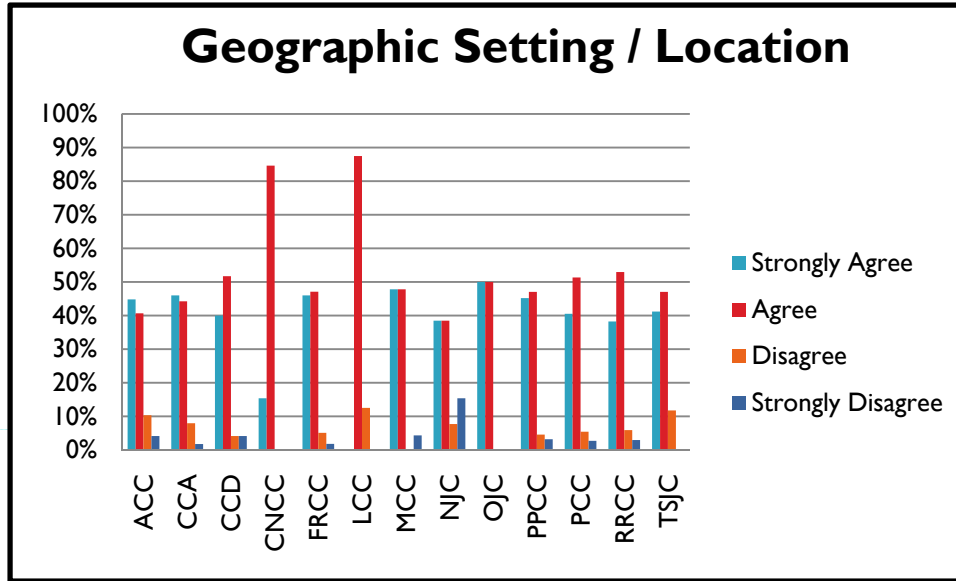 Geographic Setting / Location
100%
90%
80%
70%
60%
50%
40%
30%
20%
10%
0%
ACC
CCA
CCD
CNCC
FRCC
LCC
MCC
NJC
OJC
PPCC
PCC
RRCC
TSJC
Strongly Agree
Agree
Disagree
Strongly Disagree